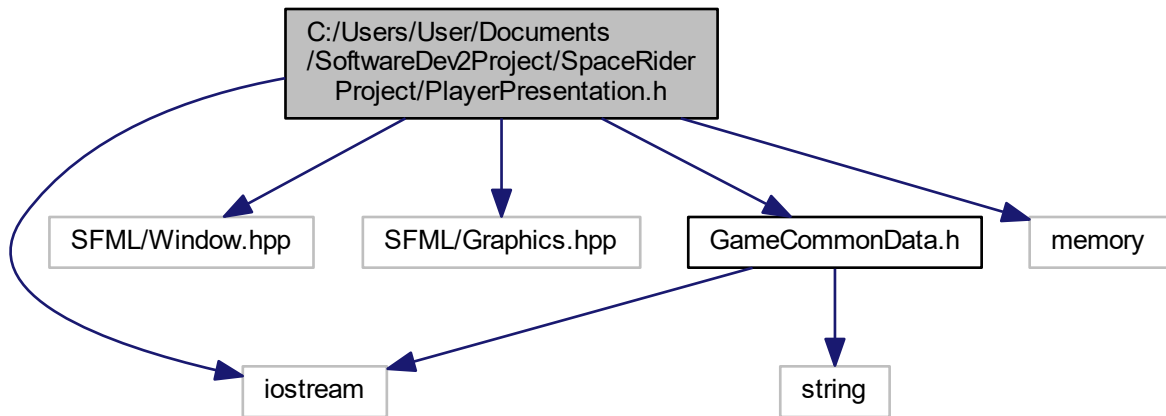 C:/Users/User/Documents
/SoftwareDev2Project/SpaceRider
Project/PlayerPresentation.h
SFML/Window.hpp
SFML/Graphics.hpp
GameCommonData.h
memory
iostream
string